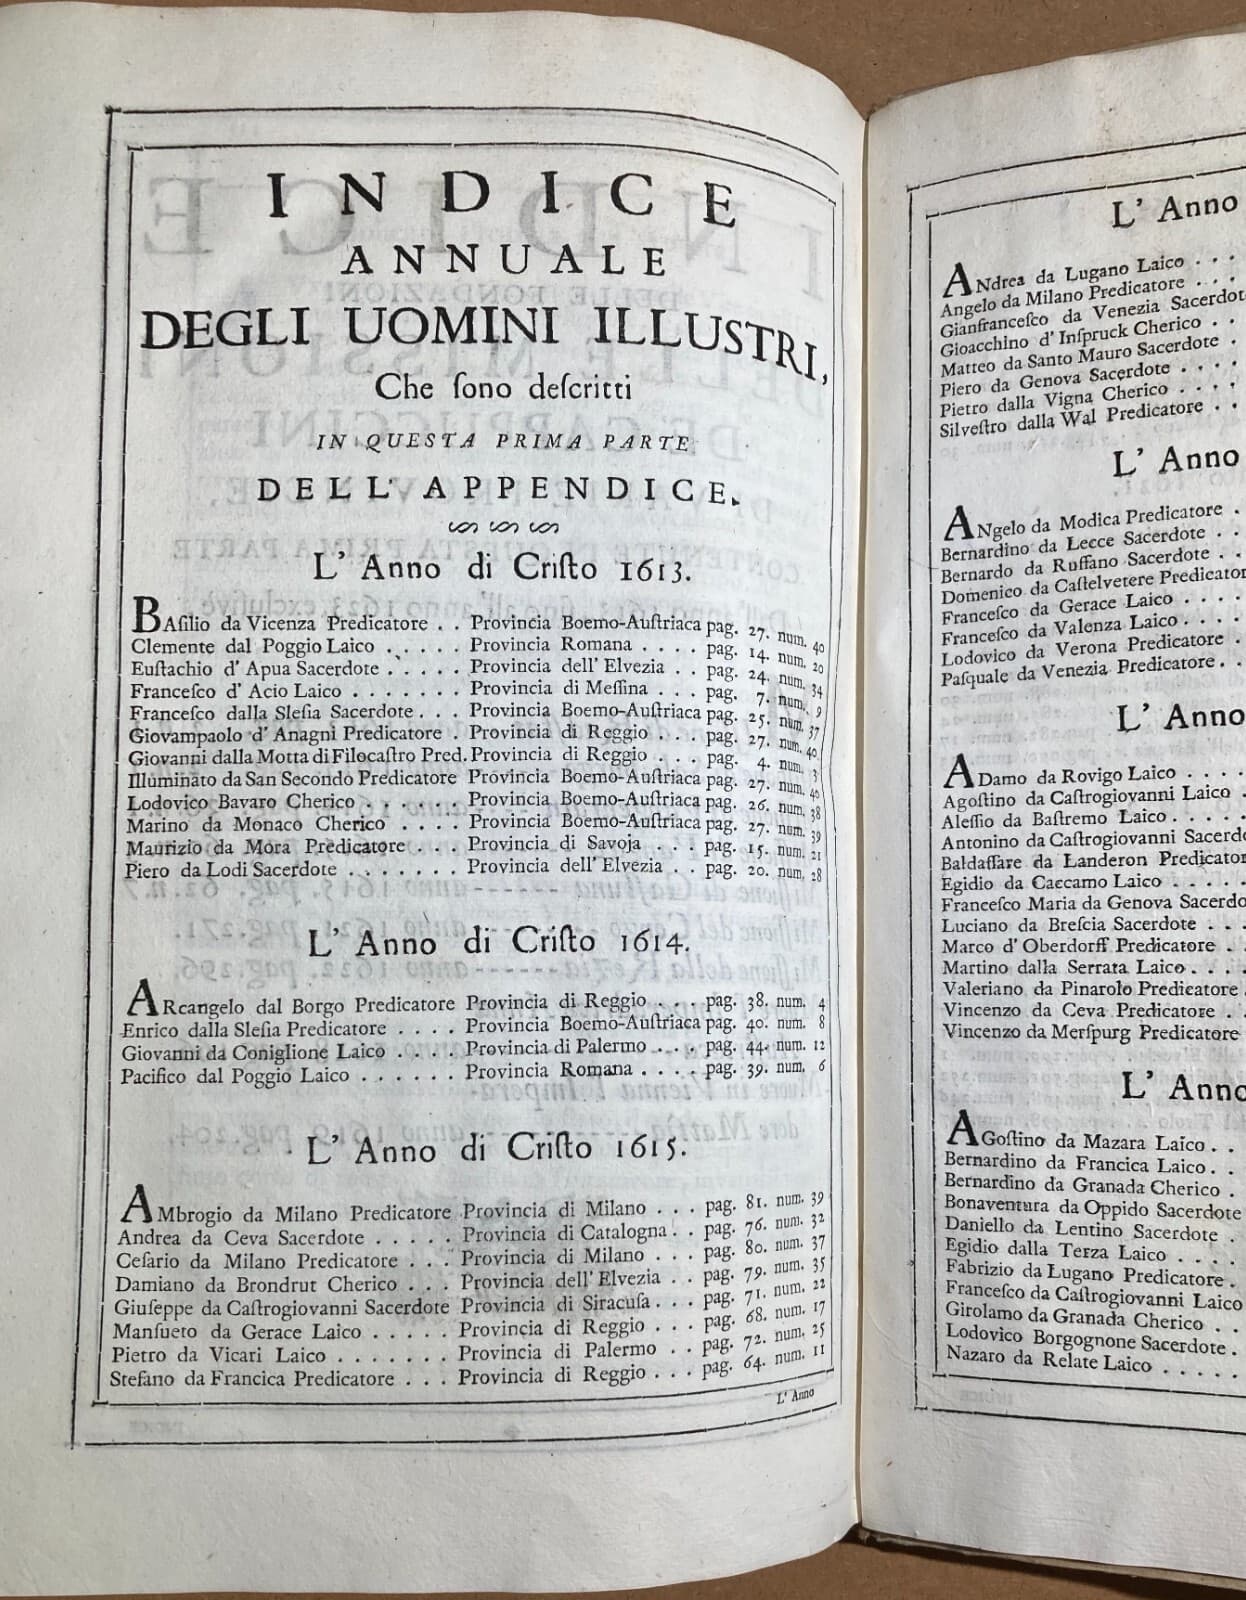 INDICE
ANNUALE
DEGLI UOMINI ILLUSTRI,
Che ſono deſcritti
IN QUESTA PRIMA PARTE
DELL' APPENDICE.
L' Anno di Criſto 1613.
BAſilio da Vicenza Predicatore . . Provincia Boemo-Auſtriaca pag. 27. num. 40
Clemente dal Poggio Laico . . . . . . Provincia Romana . . . . pag. 14. num. 20
Euſtachio d' Apua Sacerdote . . . . Provincia dell' Elvezia . . pag. 24. num. 34
Franceſco d' Acio Laico . . . . . . . Provincia di Meſſina . . . pag. 7. num. 9
Franceſco dalla Sleſia Sacerdote . . . Provincia Boemo-Auſtriaca pag. 25. num. 37
Giovampaolo d' Anagni Predicatore . Provincia di Reggio . . . pag. 27. num. 40
Giovanni dalla Motta di Filocaſtro Pred. Provincia di Reggio . . . pag. 4. num. 3
Illuminato da San Secondo Predicatore Provincia Boemo-Auſtriaca pag. 27. num. 40
Lodovico Bavaro Cherico . . . . . . Provincia Boemo-Auſtriaca pag. 26. num. 38
Marino da Monaco Cherico . . . . Provincia Boemo-Auſtriaca pag. 27. num. 39
Maurizio da Mora Predicatore . . . Provincia di Savoja . . . pag. 15. num. 21
Piero da Lodi Sacerdote . . . . . . . Provincia dell' Elvezia . . pag. 20. num. 28
L' Anno di Criſto 1614.
ARcangelo dal Borgo Predicatore Provincia di Reggio . . . pag. 38. num. 4
Enrico dalla Sleſia Predicatore . . . . Provincia Boemo-Auſtriaca pag. 40. num. 8
Giovanni da Coniglione Laico . . . . Provincia di Palermo . . . pag. 44. num. 12
Pacifico dal Poggio Laico . . . . . . Provincia Romana . . . . pag. 39. num. 6
L' Anno di Criſto 1615.
AMbrogio da Milano Predicatore Provincia di Milano . . . pag. 81. num. 39
Andrea da Ceva Sacerdote . . . . . Provincia di Catalogna . . pag. 76. num. 32
Ceſario da Milano Predicatore . . . Provincia di Milano . . . pag. 80. num. 37
Damiano da Brondrut Cherico . . . Provincia dell' Elvezia . . pag. 79. num. 35
Giuſeppe da Caſtrogiovanni Sacerdote Provincia di Siracuſa . . . pag. 71. num. 22
Manſueto da Gerace Laico . . . . . Provincia di Reggio . . . pag. 68. num. 17
Pietro da Vicari Laico . . . . . . . Provincia di Palermo . . pag. 72. num. 25
Stefano da Francica Predicatore . . . Provincia di Reggio . . . pag. 64. num. 11
L' Anno
L' Anno
ANdrea da Lugano Laico . . .
Angelo da Milano Predicatore . . .
Gianfranceſco da Venezia Sacerdot
Gioacchino d' Inſpruck Cherico . .
Matteo da Santo Mauro Sacerdote .
Piero da Genova Sacerdote . . . .
Pietro dalla Vigna Cherico . . . .
Silveſtro dalla Wal Predicatore . .
L' Anno
ANgelo da Modica Predicatore .
Bernardino da Lecce Sacerdote . .
Bernardo da Ruffano Sacerdote . .
Domenico da Caſtelvetere Predicator
Franceſco da Gerace Laico . . . .
Franceſco da Valenza Laico . . . .
Lodovico da Verona Predicatore . .
Paſquale da Venezia Predicatore . .
L' Anno
ADamo da Rovigo Laico . . . .
Agoſtino da Caſtrogiovanni Laico .
Aleſſio da Baſtremo Laico . . . . .
Antonino da Caſtrogiovanni Sacerdo
Baldaſſare da Landeron Predicator
Egidio da Caccamo Laico . . . . .
Franceſco Maria da Genova Sacerdo
Luciano da Breſcia Sacerdote . . .
Marco d' Oberdorff Predicatore . .
Martino dalla Serrata Laico . . . .
Valeriano da Pinarolo Predicatore .
Vincenzo da Ceva Predicatore . . .
Vincenzo da Merſpurg Predicatore
L' Anno
AGoſtino da Mazara Laico . .
Bernardino da Francica Laico . .
Bernardino da Granada Cherico .
Bonaventura da Oppido Sacerdote
Daniello da Lentino Sacerdote .
Egidio dalla Terza Laico . . . .
Fabrizio da Lugano Predicatore .
Franceſco da Caſtrogiovanni Laico
Girolamo da Granada Cherico . .
Lodovico Borgognone Sacerdote .
Nazaro da Relate Laico . . . . .